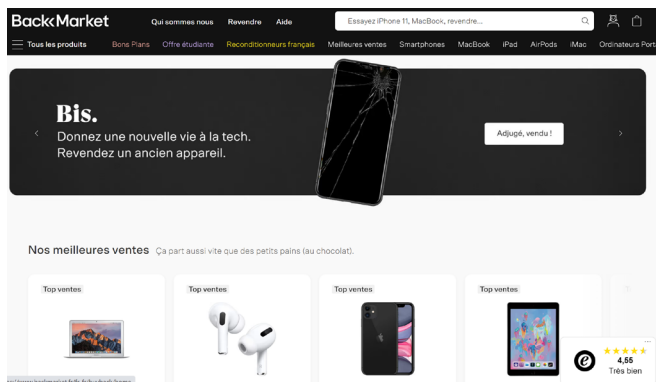 Back Market
Qui sommes nous Revendre Aide
Essayez iPhone 11, MacBook, revendre...
Tous les produits Bons Plans Offre étudiante Reconditionneurs français Meilleures ventes Smartphones MacBook iPad AirPods iMac Ordinateurs Port
Bis.
Donnez une nouvelle vie à la tech.
Revendez un ancien appareil.
Adjugé, vendu !
Nos meilleures ventes Ça part aussi vite que des petits pains (au chocolat).
Top ventes Top ventes Top ventes Top ventes
4,55
Très bien